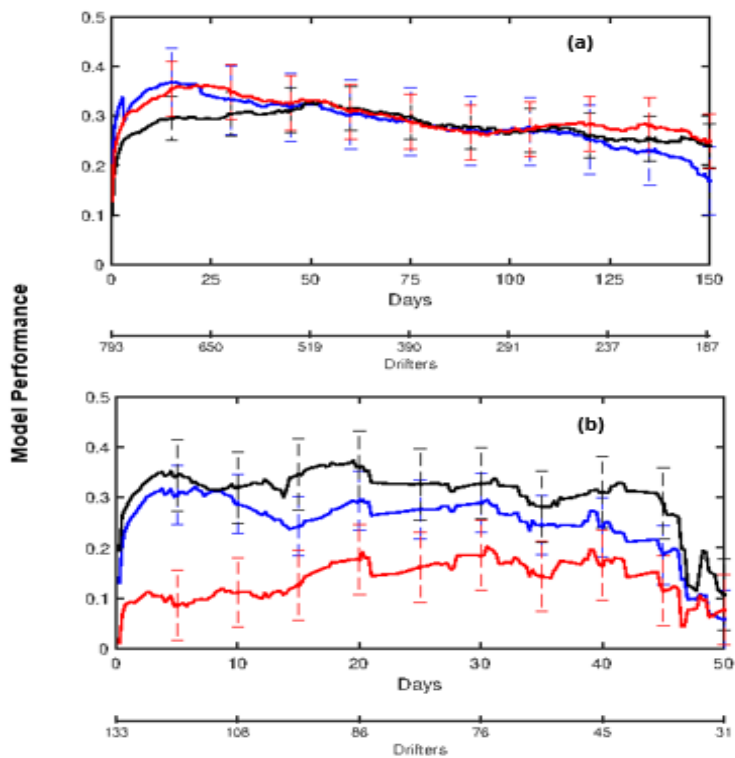 Model Performance
(a)
0.5
0.4
0.3
0.2
0.1
0
0 25 50 75 100 125 150
Days
793 650 519 390 291 237 187
Drifters
(b)
0.5
0.4
0.3
0.2
0.1
0
0 10 20 30 40 50
Days
133 108 86 76 45 31
Drifters